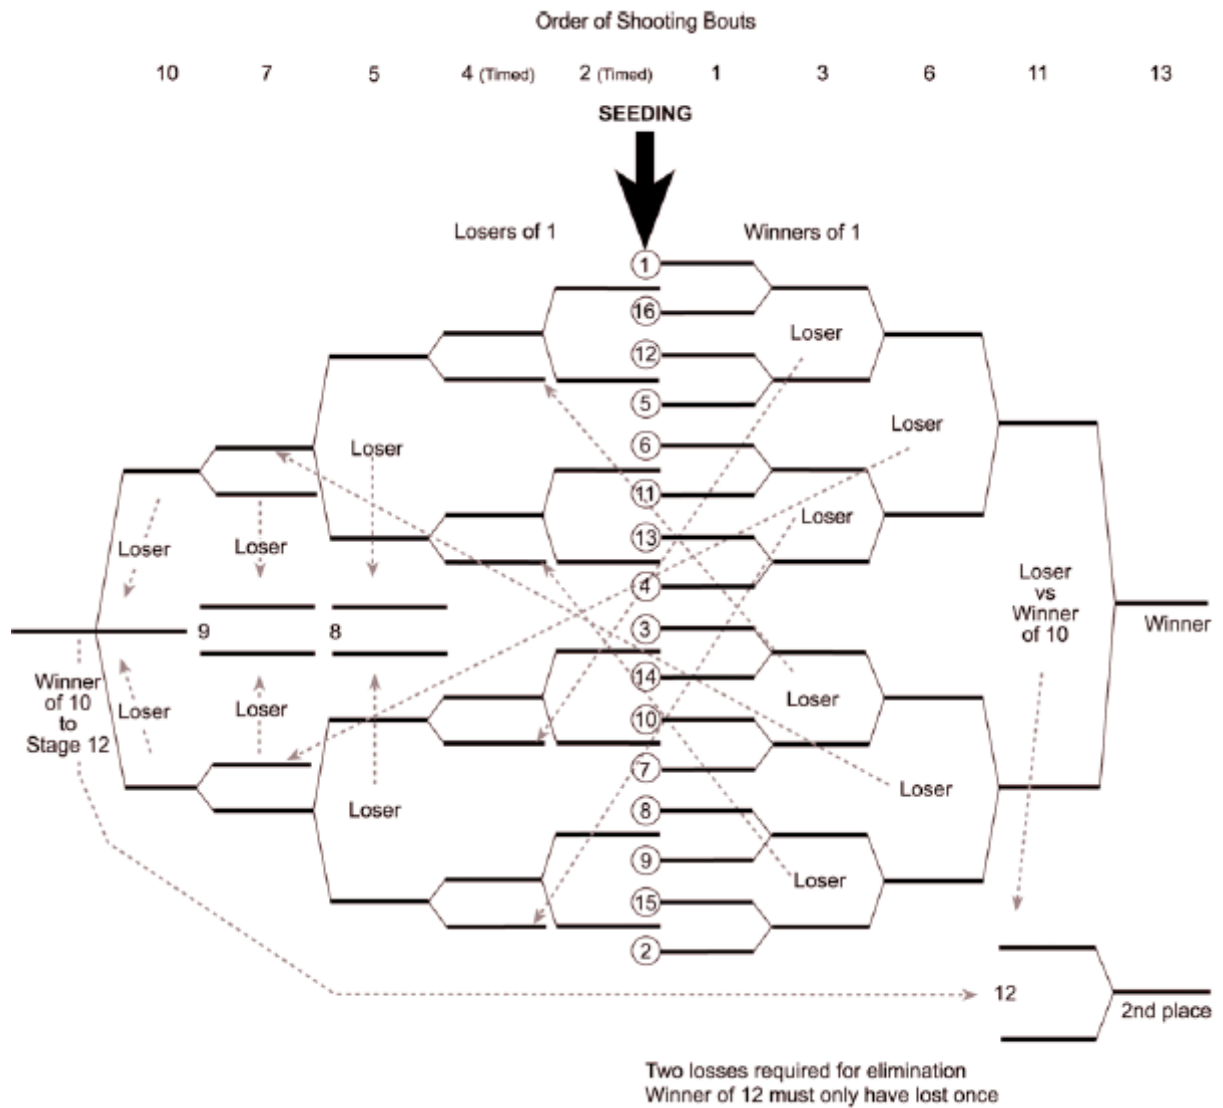 Order of Shooting Bouts
10 7 5 4 (Timed) 2 (Timed) 1 3 6 11 13
SEEDING
Losers of 1 Winners of 1
1
16
Loser
12
5
Loser
6
Loser
11
Loser
13
Loser
Loser
4
Loser
vs
Winner
of 10
3
9 8
Winner
Winner
of 10
to
Stage 12
14
Loser
Loser
Loser
10
7
Loser
8
Loser
9
Loser
15
2
12
2nd place
Two losses required for elimination
Winner of 12 must only have lost once